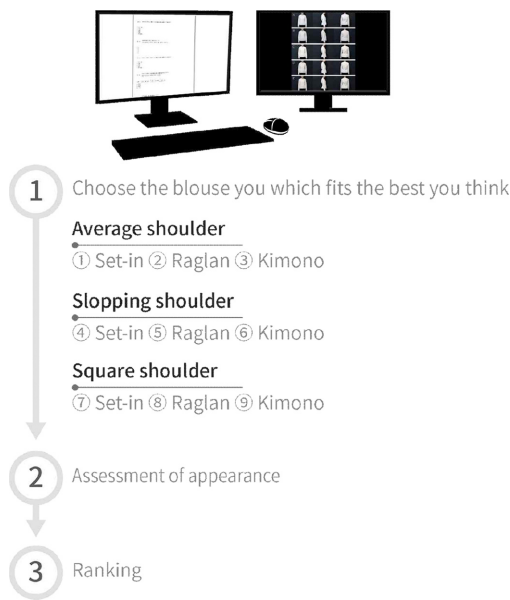 1 Choose the blouse you which fits the best you think
Average shoulder
① Set-in ② Raglan ③ Kimono
Slopping shoulder
④ Set-in ⑤ Raglan ⑥ Kimono
Square shoulder
⑦ Set-in ⑧ Raglan ⑨ Kimono
2 Assessment of appearance
3 Ranking